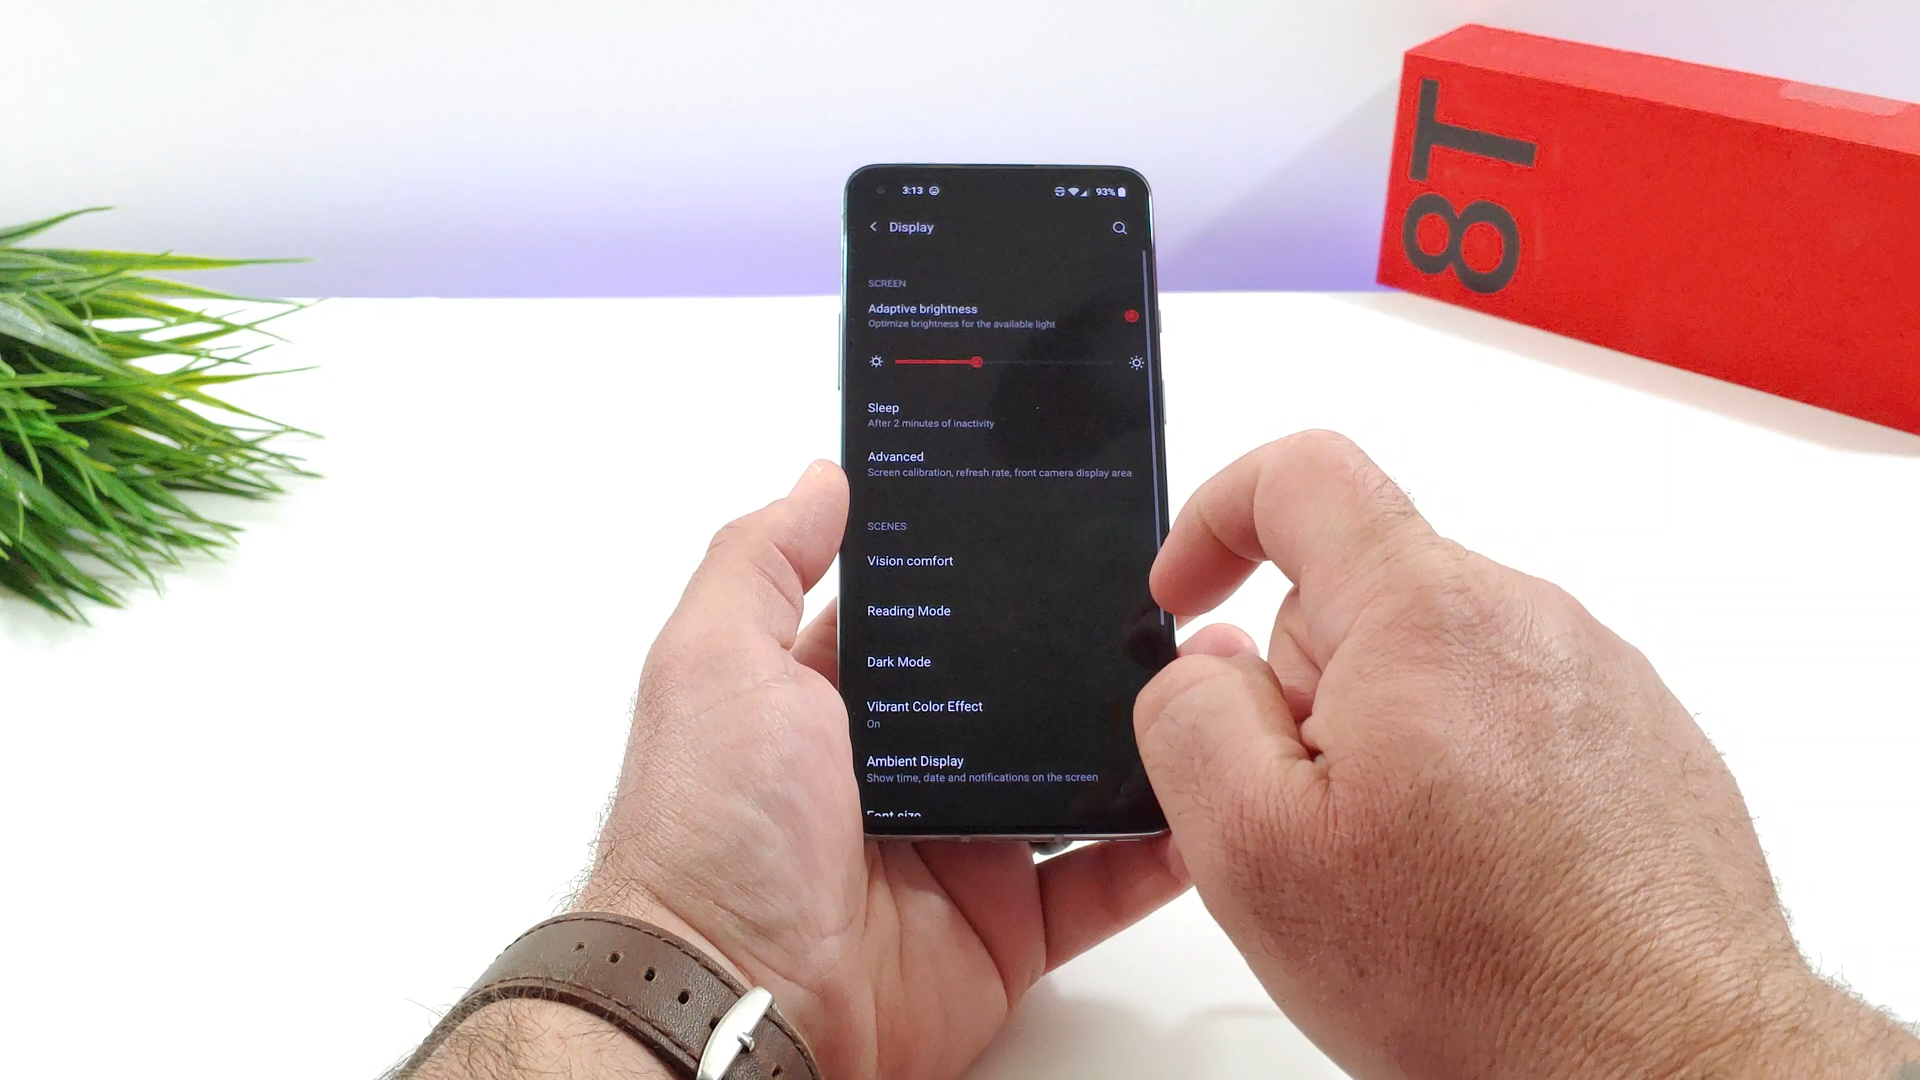 3:13
93%
Display
SCREEN
Adaptive brightness
Optimize brightness for the available light
Sleep
After 2 minutes of inactivity
Advanced
Screen calibration, refresh rate, front camera display area
SCENES
Vision comfort
Reading Mode
Dark Mode
Vibrant Color Effect
On
Ambient Display
Show time, date and notifications on the screen
Font size
8T